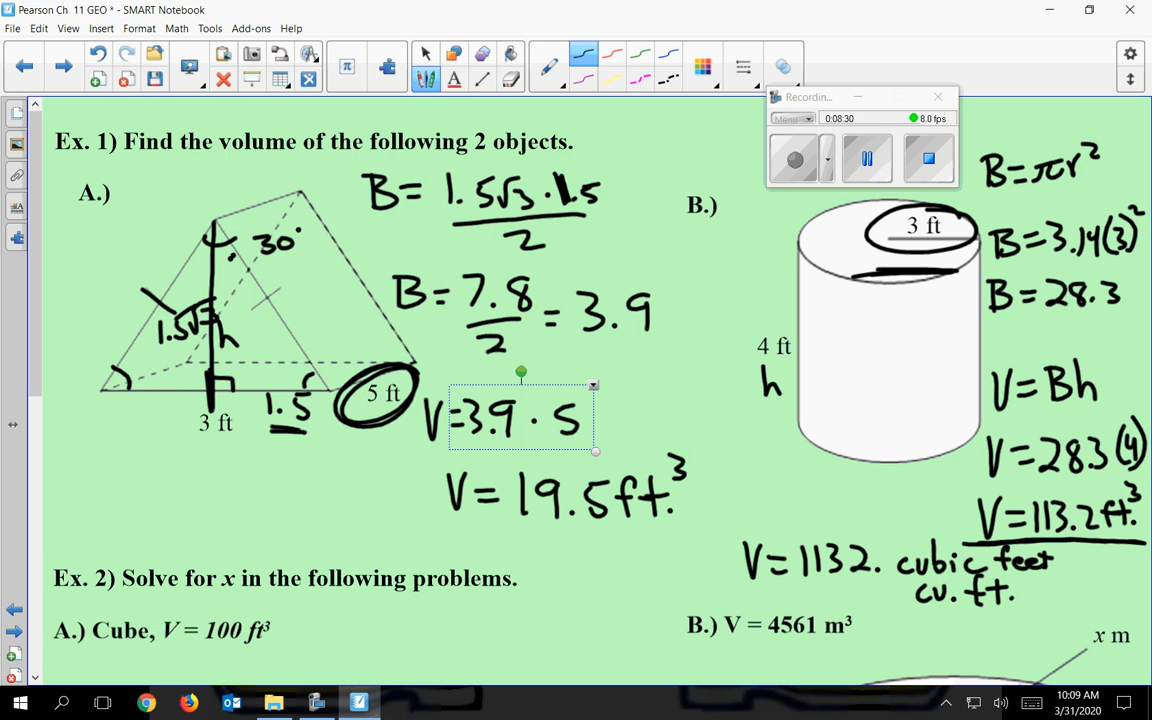 Pearson Ch 11 GEO * - SMART Notebook
File Edit View Insert Format Math Tools Add-ons Help
Recordin...
Menu 0:08:30 8.0 fps
Ex. 1) Find the volume of the following 2 objects.
A.)
30°
1.5√3
h
3 ft
1.5
5 ft
B = 1.5√3 · 1.5
2
B = 7.8 = 3.9
2
V=3.9 · 5
V = 19.5 ft.³
B.)
3 ft
4 ft
h
B = πr²
B = 3.14(3)²
B = 28.3
V = Bh
V = 28.3(4)
V = 113.2 ft.³
V = 1132. cubic feet
cu. ft.
Ex. 2) Solve for x in the following problems.
A.) Cube, V = 100 ft³
B.) V = 4561 m³
x m
10:09 AM
3/31/2020